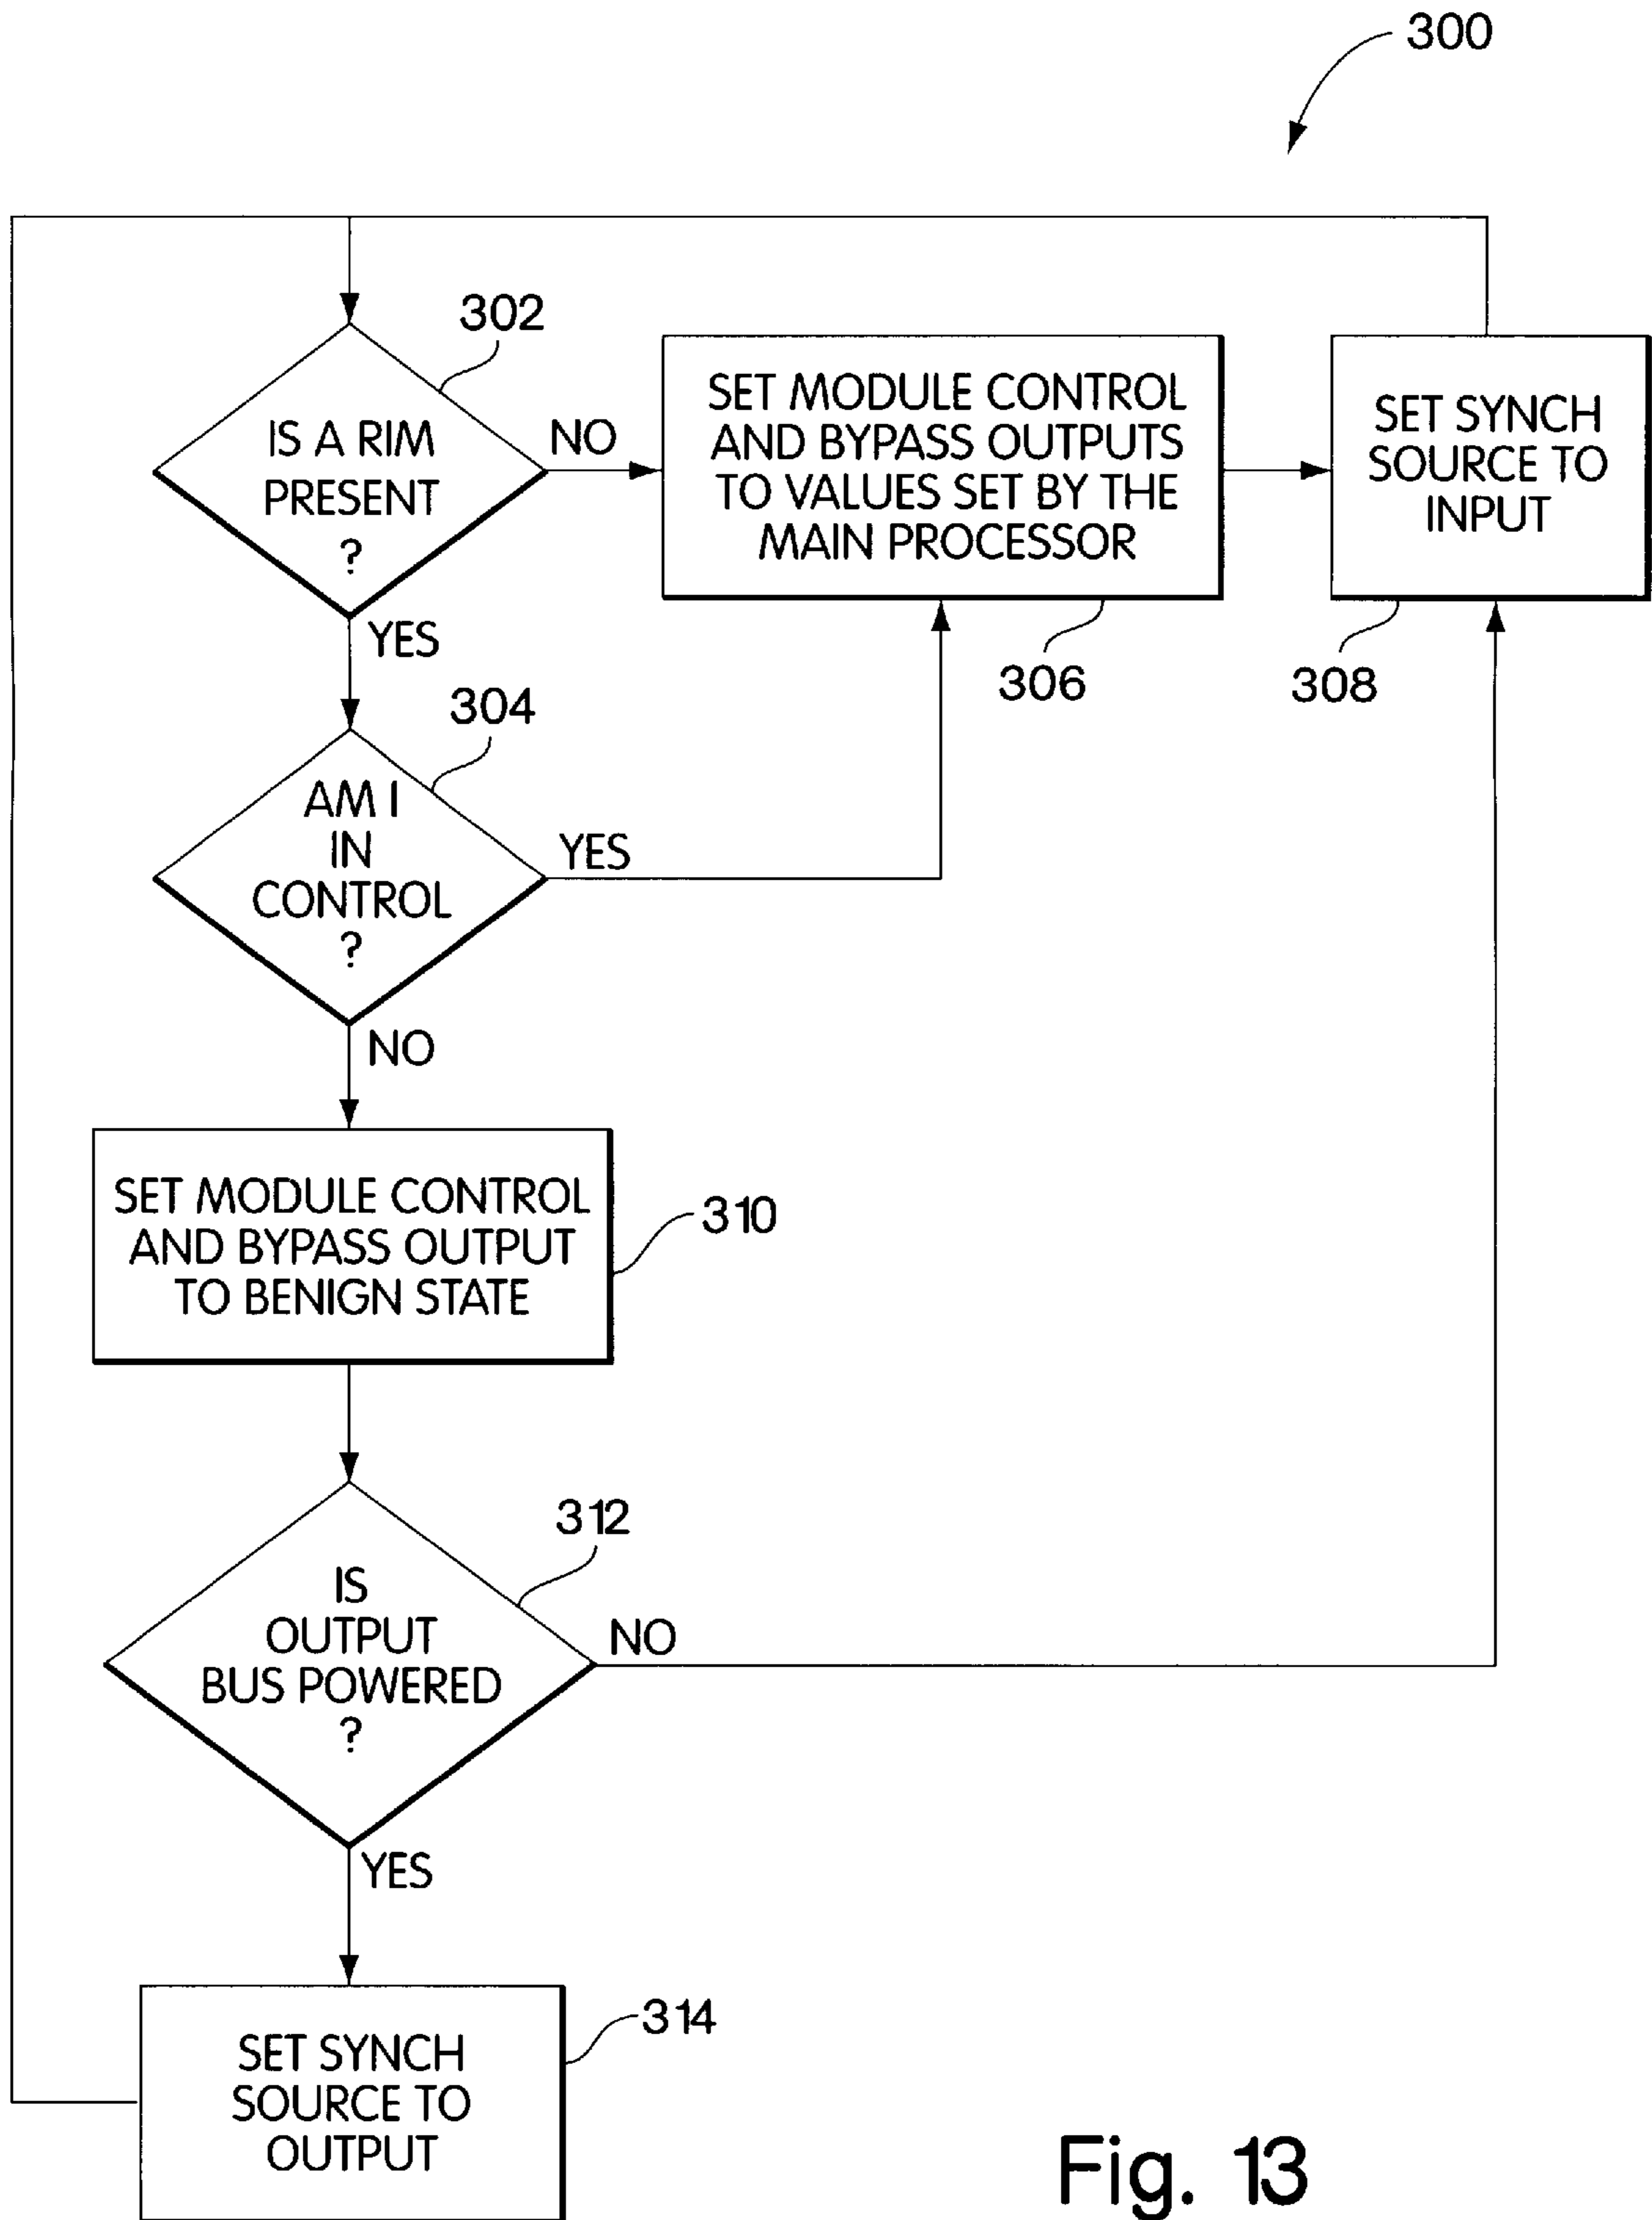 300
302
IS A RIM
PRESENT
?
NO
SET MODULE CONTROL
AND BYPASS OUTPUTS
TO VALUES SET BY THE
MAIN PROCESSOR
SET SYNCH
SOURCE TO
INPUT
YES
306
308
304
AM I
IN
CONTROL
?
YES
NO
SET MODULE CONTROL
AND BYPASS OUTPUT
TO BENIGN STATE
310
312
IS
OUTPUT
BUS POWERED
?
NO
YES
314
SET SYNCH
SOURCE TO
OUTPUT
Fig. 13